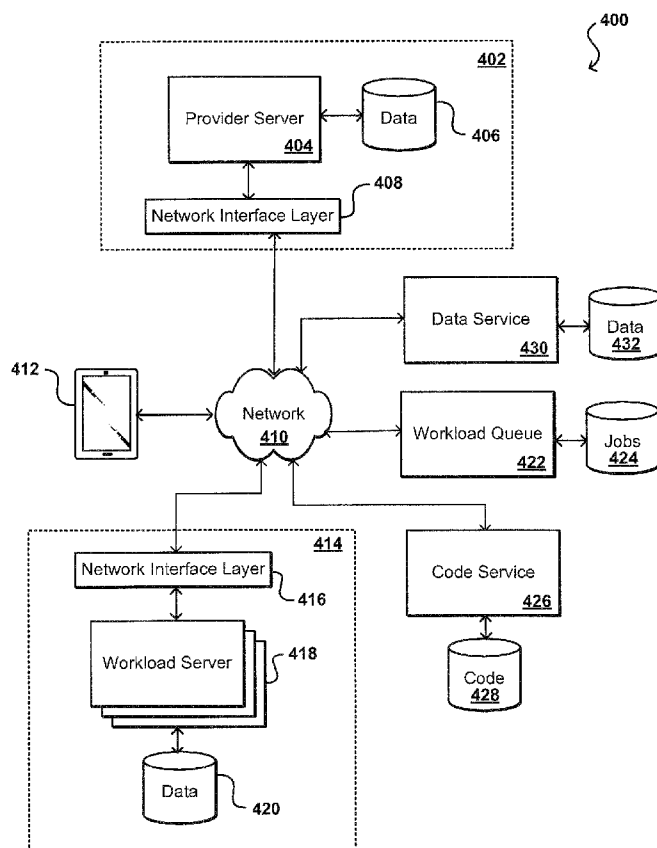 400
402
Provider Server
404
Data
406
408
Network Interface Layer
Data Service
430
Data
432
412
Network
410
Workload Queue
422
Jobs
424
414
Network Interface Layer
416
Code Service
426
Workload Server
418
Code
428
Data
420